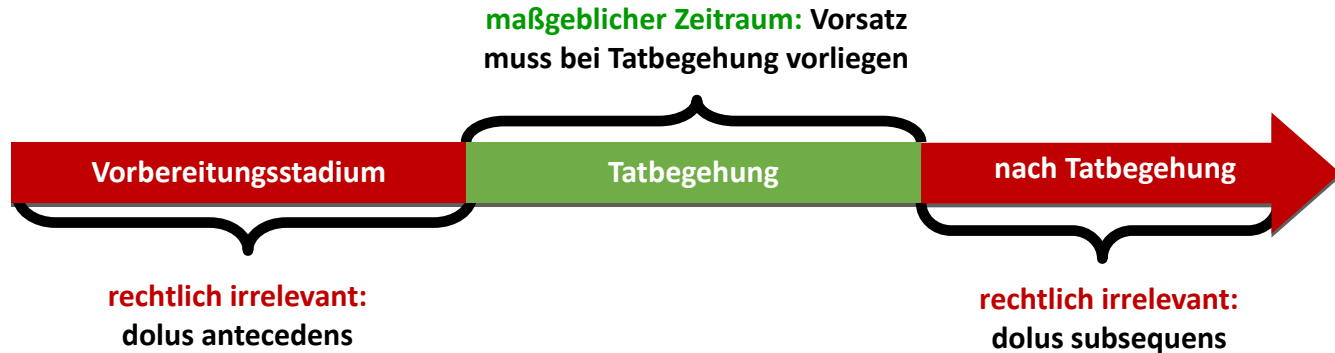 maßgeblicher Zeitraum: Vorsatz
muss bei Tatbegehung vorliegen
Vorbereitungsstadium
Tatbegehung
nach Tatbegehung
rechtlich irrelevant:
dolus antecedens
rechtlich irrelevant:
dolus subsequens